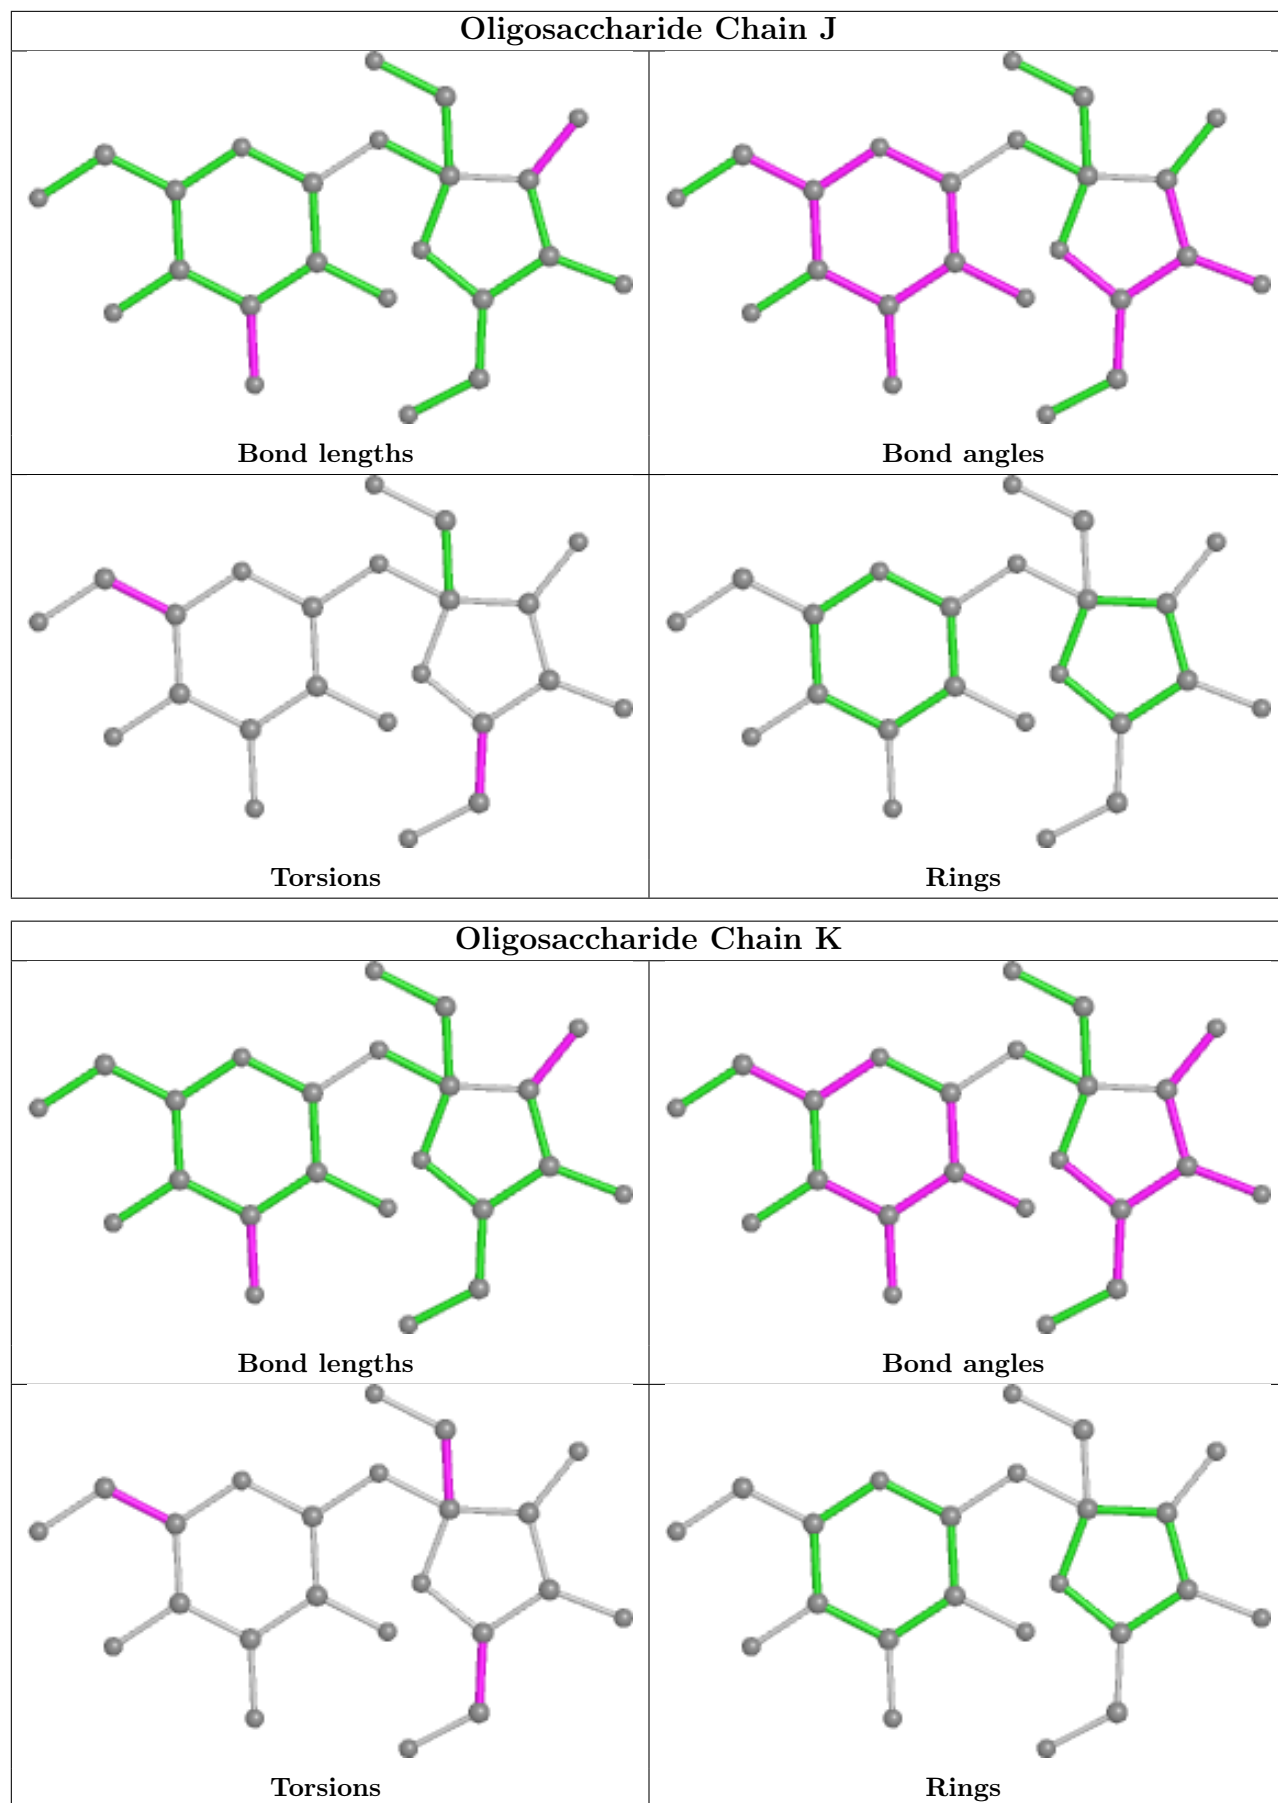 Oligosaccharide Chain J
Bond lengths
Bond angles
Torsions
Rings
Oligosaccharide Chain K
Bond lengths
Bond angles
Torsions
Rings